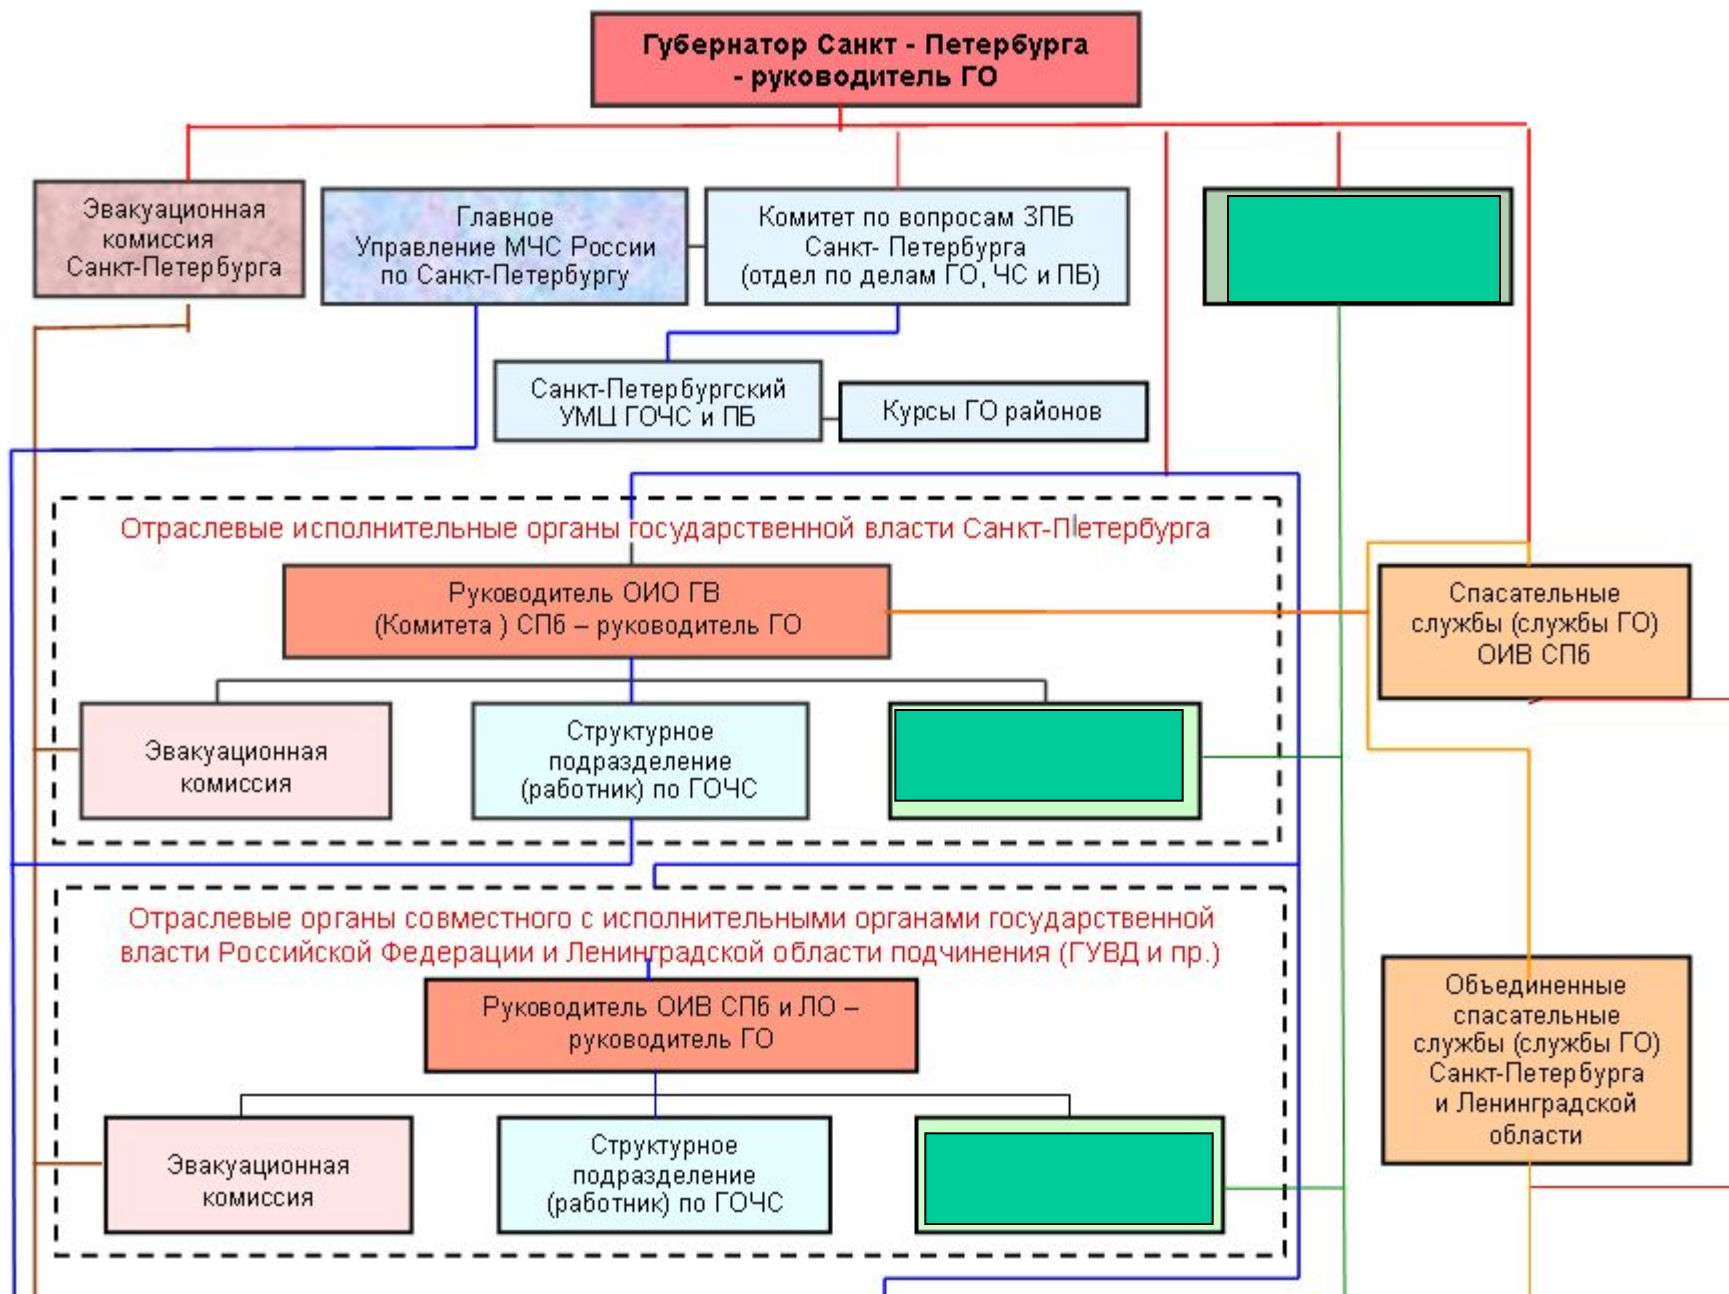 Губернатор Санкт - Петербурга
- руководитель ГО
Эвакуационная
комиссия
Санкт-Петербурга
Главное
Управление МЧС России
по Санкт-Петербургу
Комитет по вопросам ЗПБ
Санкт- Петербурга
(отдел по делам ГО, ЧС и ПБ)
Санкт-Петербургский
УМЦ ГОЧС и ПБ
Курсы ГО районов
Отраслевые исполнительные органы государственной власти Санкт-Петербурга
Руководитель ОИО ГВ
(Комитета ) СПб – руководитель ГО
Спасательные
службы (службы ГО)
ОИВ СПб
Эвакуационная
комиссия
Структурное
подразделение
(работник) по ГОЧС
Отраслевые органы совместного с исполнительными органами государственной
власти Российской Федерации и Ленинградской области подчинения (ГУВД и пр.)
Руководитель ОИВ СПб и ЛО –
руководитель ГО
Объединенные
спасательные
службы (службы ГО)
Санкт-Петербурга
и Ленинградской
области
Эвакуационная
комиссия
Структурное
подразделение
(работник) по ГОЧС